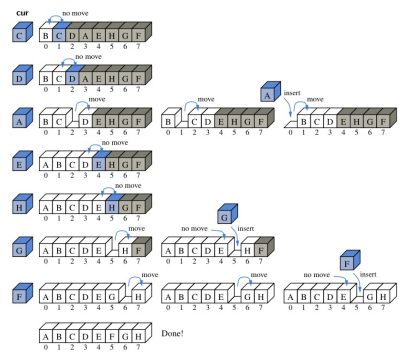 cur
no move
C B C D A E H G F
0 1 2 3 4 5 6 7
no move
D B C D A E H G F
0 1 2 3 4 5 6 7
A
move move insert move
A B C D E H G F B C D E H G F B C D E H G F
0 1 2 3 4 5 6 7 0 1 2 3 4 5 6 7 0 1 2 3 4 5 6 7
no move
E A B C D E H G F
0 1 2 3 4 5 6 7
no move
H A B C D E H G F
0 1 2 3 4 5 6 7
G
move no move insert
G A B C D E H F A B C D E H F
0 1 2 3 4 5 6 7 0 1 2 3 4 5 6 7
F
move move no move insert
F A B C D E G H A B C D E G H A B C D E G H
0 1 2 3 4 5 6 7 0 1 2 3 4 5 6 7 0 1 2 3 4 5 6 7
A B C D E F G H Done!
0 1 2 3 4 5 6 7